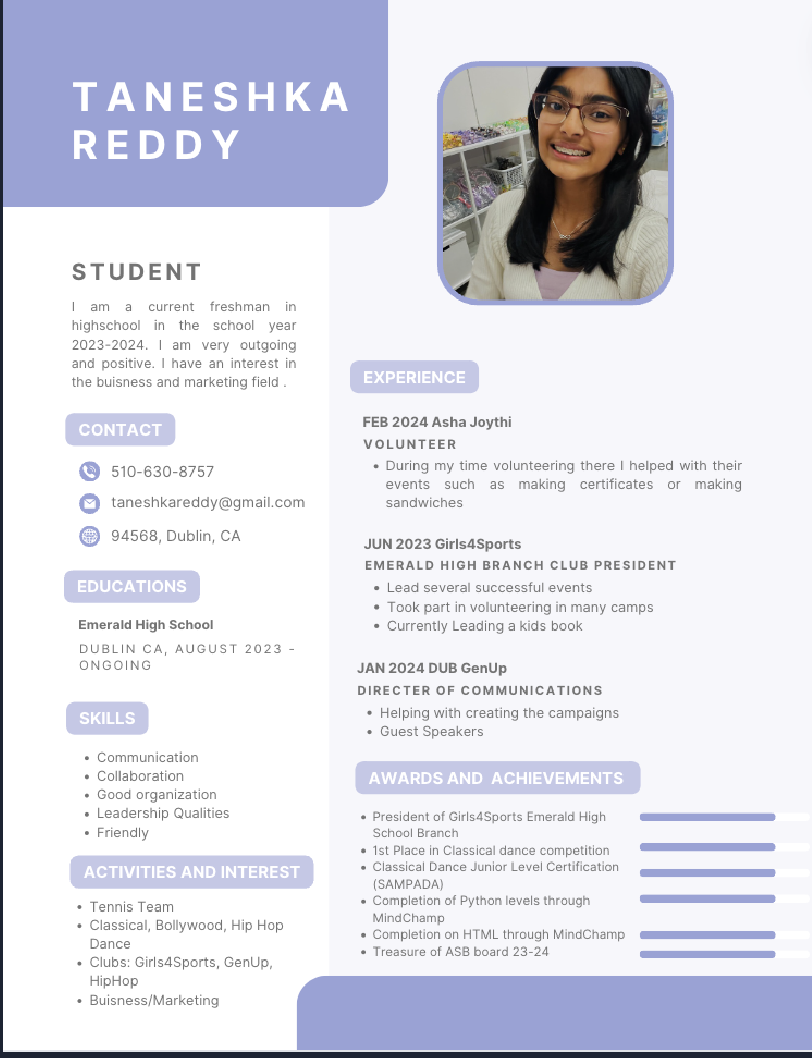 TANESHKA
REDDY
STUDENT
I am a current freshman in
highschool in the school year
2023-2024. I am very outgoing
and positive. I have an interest in
the buisness and marketing field .
CONTACT
510-630-8757
taneshkareddy@gmail.com
94568, Dublin, CA
EDUCATIONS
Emerald High School
DUBLIN CA, AUGUST 2023 -
ONGOING
SKILLS
• Communication
• Collaboration
• Good organization
• Leadership Qualities
• Friendly
ACTIVITIES AND INTEREST
• Tennis Team
• Classical, Bollywood, Hip Hop
Dance
• Clubs: Girls4Sports, GenUp,
HipHop
• Buisness/Marketing
EXPERIENCE
FEB 2024 Asha Joythi
VOLUNTEER
• During my time volunteering there I helped with their
events such as making certificates or making
sandwiches
JUN 2023 Girls4Sports
EMERALD HIGH BRANCH CLUB PRESIDENT
• Lead several successful events
• Took part in volunteering in many camps
• Currently Leading a kids book
JAN 2024 DUB GenUp
DIRECTER OF COMMUNICATIONS
• Helping with creating the campaigns
• Guest Speakers
AWARDS AND ACHIEVEMENTS
• President of Girls4Sports Emerald High
School Branch
• 1st Place in Classical dance competition
• Classical Dance Junior Level Certification
(SAMPADA)
• Completion of Python levels through
MindChamp
• Completion on HTML through MindChamp
• Treasure of ASB board 23-24